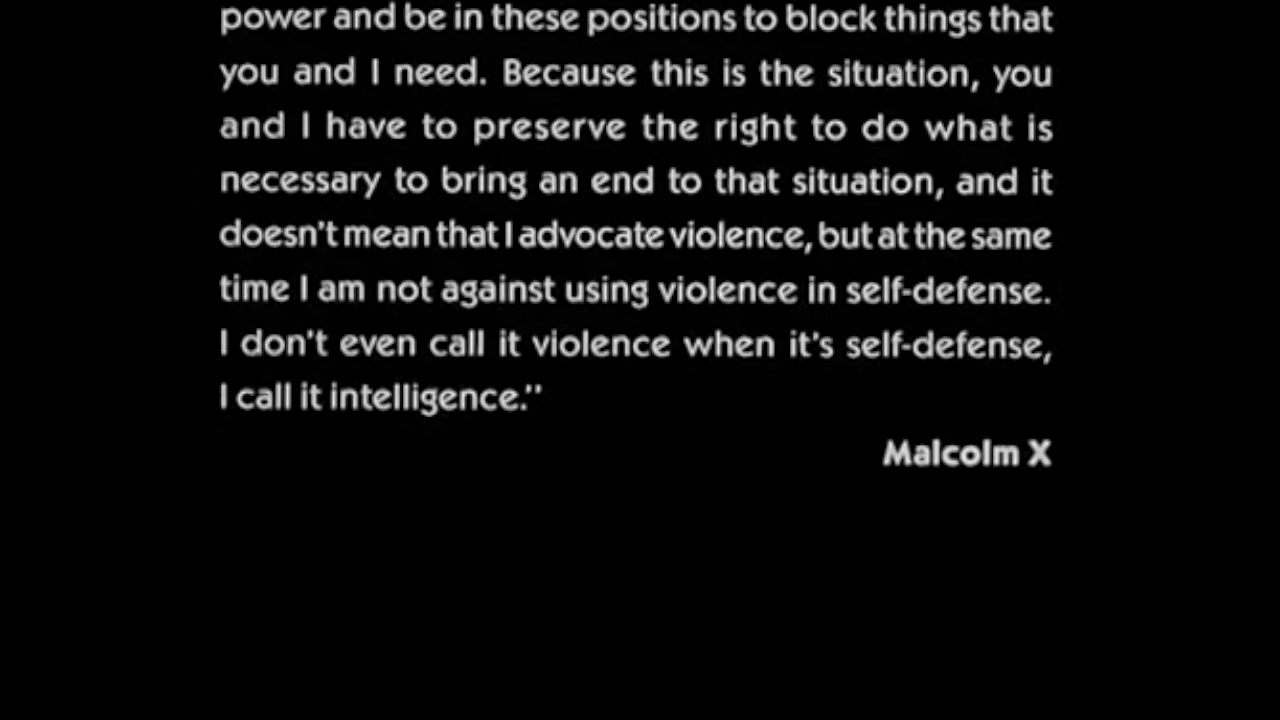 power and be in these positions to block things that
you and I need. Because this is the situation, you
and I have to preserve the right to do what is
necessary to bring an end to that situation, and it
doesn't mean that I advocate violence, but at the same
time I am not against using violence in self-defense.
I don't even call it violence when it's self-defense,
I call it intelligence."
Malcolm X